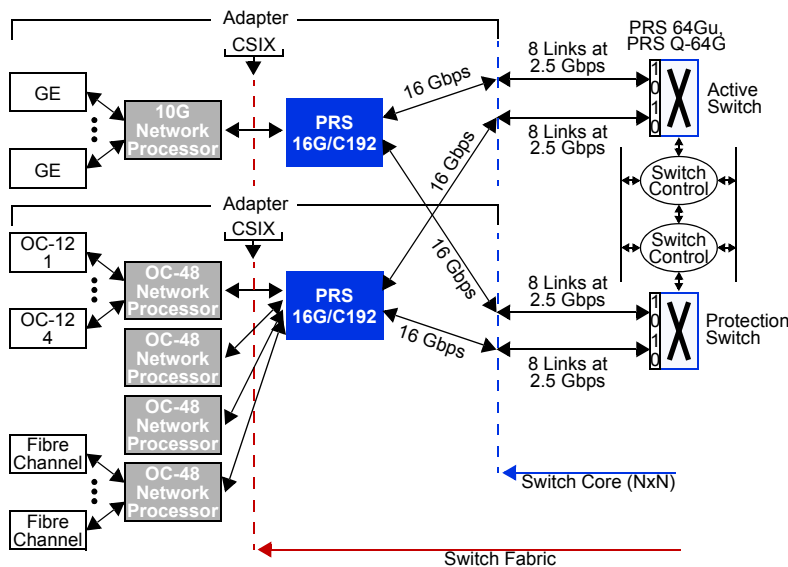 Adapter
CSIX
PRS 64Gu,
PRS Q-64G
8 Links at
2.5 Gbps
16 Gbps
GE
10G
Network
Processor
PRS
16G/C192
1
0
1
0
Active
Switch
8 Links at
2.5 Gbps
16 Gbps
GE
Switch
Control
Adapter
CSIX
OC-12
1
OC-48
Network
Processor
PRS
16G/C192
16 Gbps
Switch
Control
8 Links at
2.5 Gbps
1
0
1
0
Protection
Switch
OC-12
4
16 Gbps
8 Links at
2.5 Gbps
OC-48
Network
Processor
OC-48
Network
Processor
Fibre
Channel
OC-48
Network
Processor
Fibre
Channel
Switch Core (NxN)
Switch Fabric